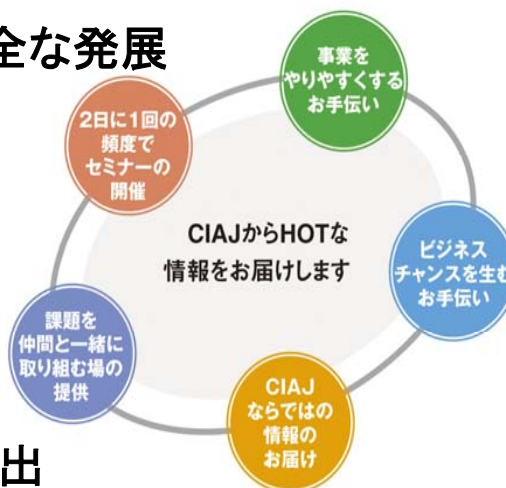 全な発展
事業を
やりやすくする
お手伝い
2日に1回の
頻度で
セミナーの
開催
CIAJからHOTな
情報をお届けします
ビジネス
チャンスを生む
お手伝い
課題を
仲間と一緒に
取り組む場の
提供
CIAJ
ならではの
情報の
お届け
出